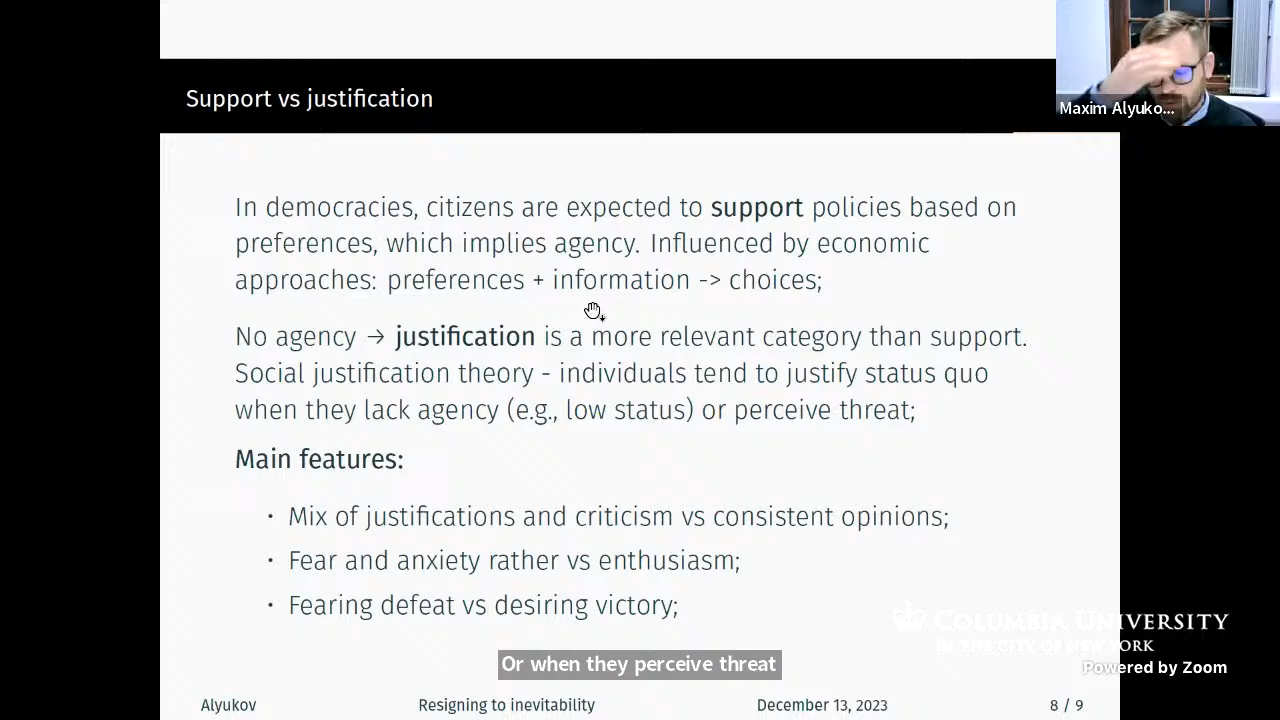 Support vs justification
Maxim Alyuko...
In democracies, citizens are expected to support policies based on
preferences, which implies agency. Influenced by economic
approaches: preferences + information -> choices;
No agency → justification is a more relevant category than support.
Social justification theory - individuals tend to justify status quo
when they lack agency (e.g., low status) or perceive threat;
Main features:
• Mix of justifications and criticism vs consistent opinions;
• Fear and anxiety rather vs enthusiasm;
• Fearing defeat vs desiring victory;
COLUMBIA UNIVERSITY
IN THE CITY OF NEW YORK
Powered by Zoom
Or when they perceive threat
Alyukov Resigning to inevitability December 13, 2023 8 / 9